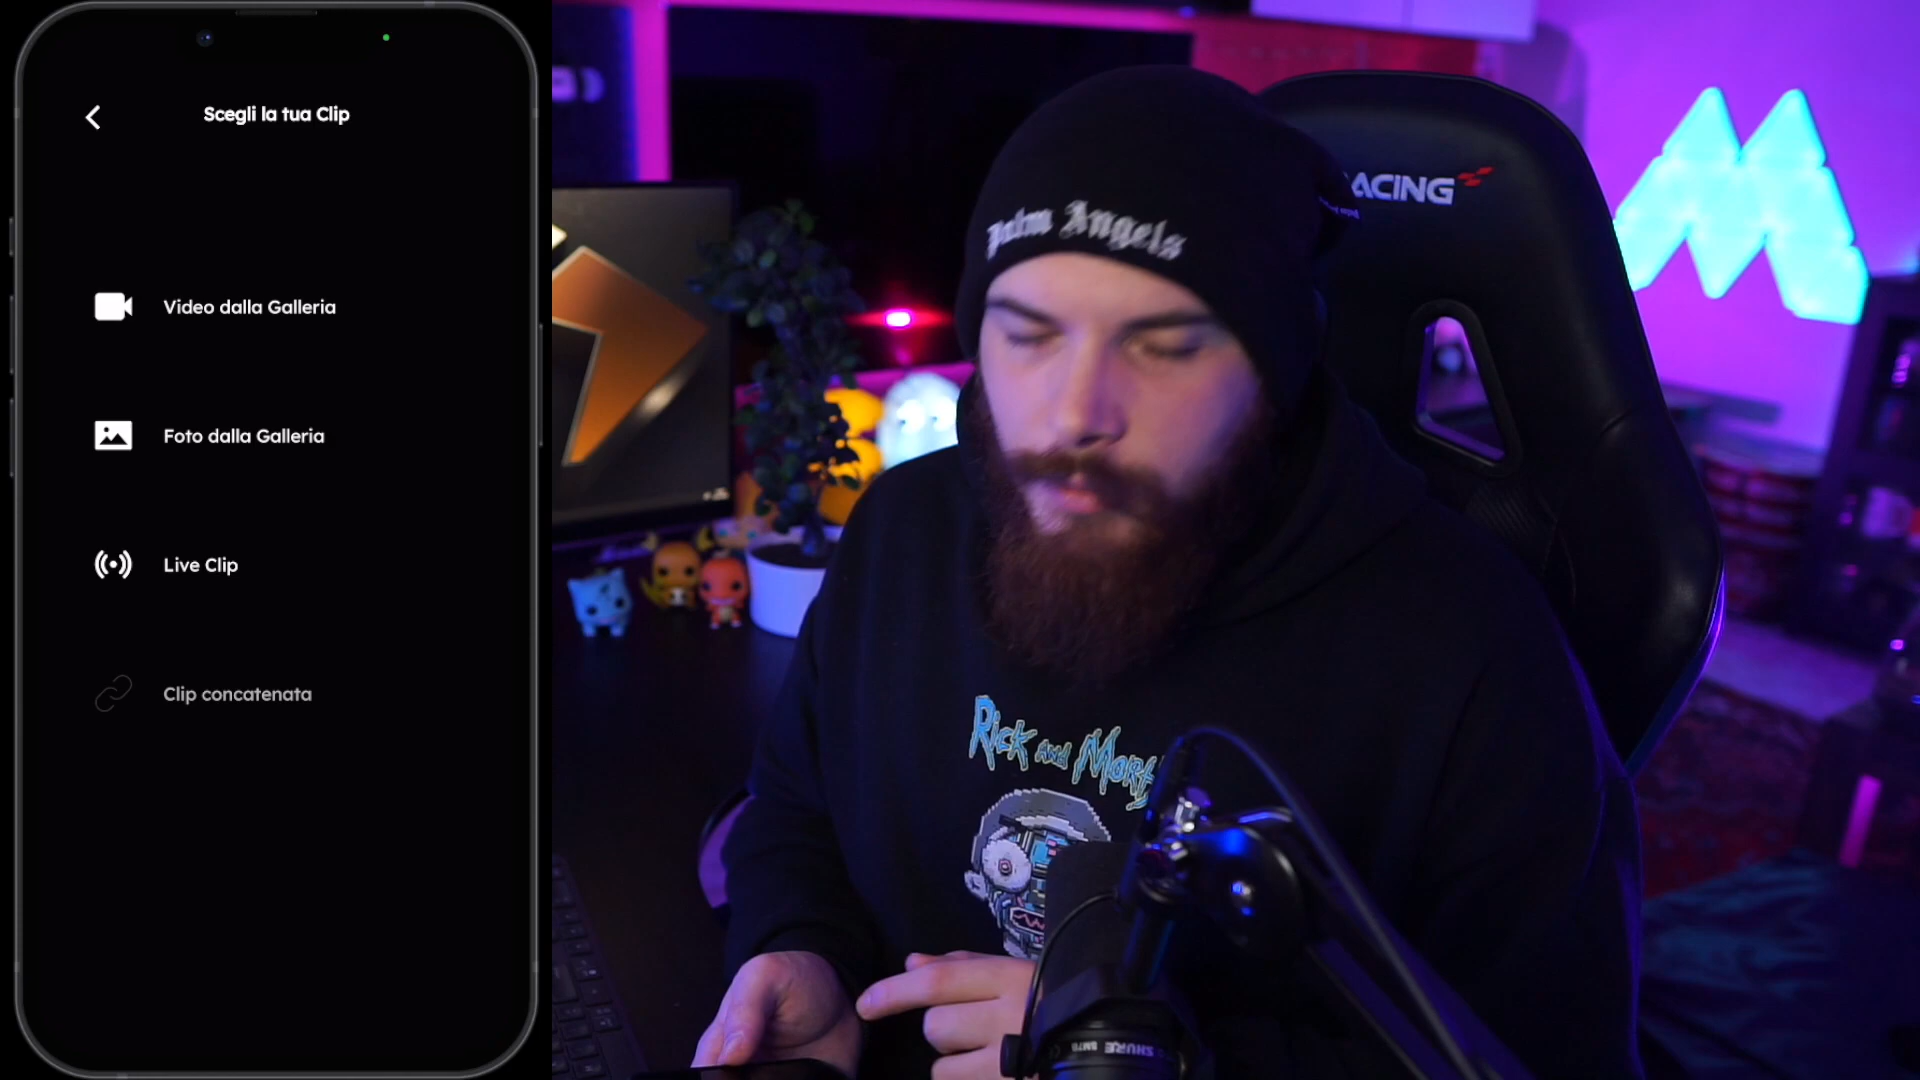 Scegli la tua Clip
Video dalla Galleria
Foto dalla Galleria
Live Clip
Clip concatenata
Palm Angels
ACING
RICK AND MORTY
SHURE SM7B